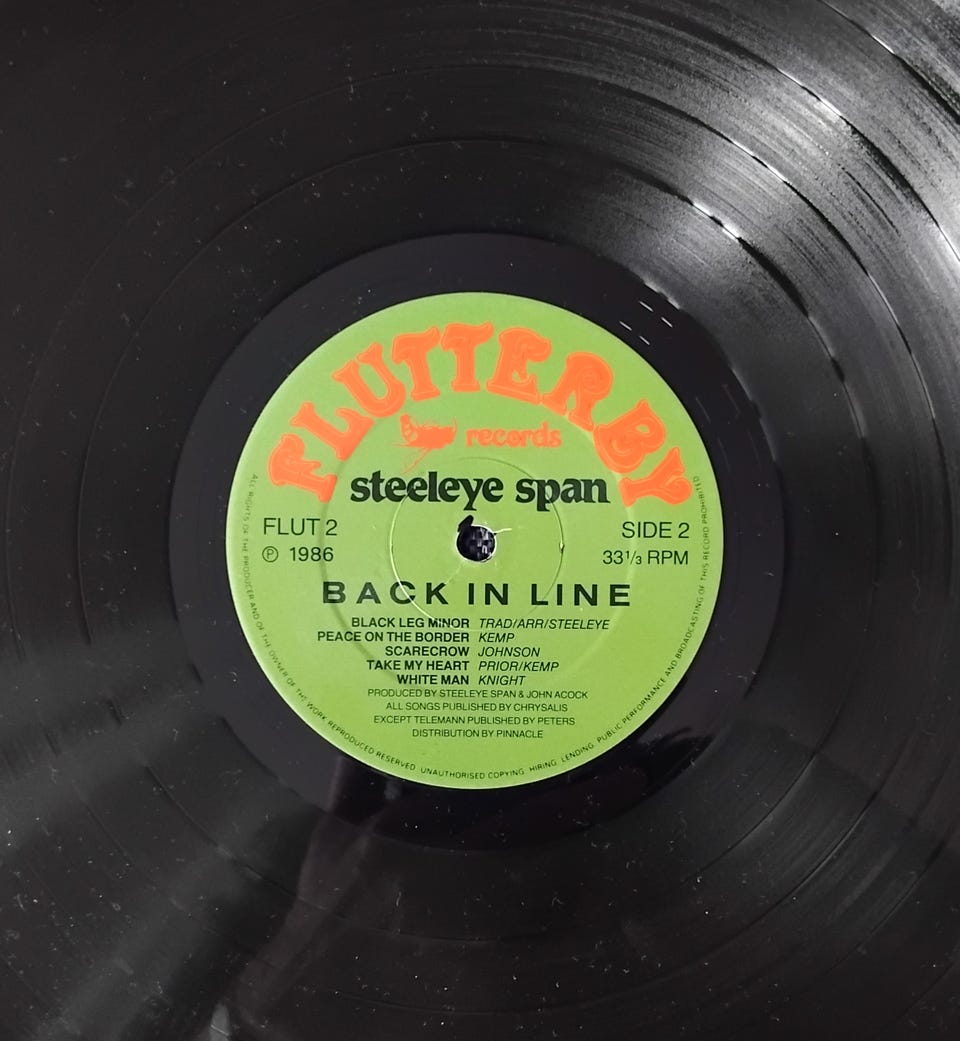 FLUTTERBY
records
steeleye span
FLUT 2 SIDE 2
℗ 1986 33⅓ RPM
BACK IN LINE
BLACK LEG MINOR TRAD/ARR/STEELEYE
PEACE ON THE BORDER KEMP
SCARECROW JOHNSON
TAKE MY HEART PRIOR/KEMP
WHITE MAN KNIGHT
PRODUCED BY STEELEYE SPAN & JOHN ACOCK
ALL SONGS PUBLISHED BY CHRYSALIS
EXCEPT TELEMANN PUBLISHED BY PETERS
DISTRIBUTION BY PINNACLE
ALL RIGHTS OF THE PRODUCER AND OF THE OWNER OF THE WORK REPRODUCED RESERVED UNAUTHORISED COPYING HIRING LENDING PUBLIC PERFORMANCE AND BROADCASTING OF THIS RECORD PROHIBITED